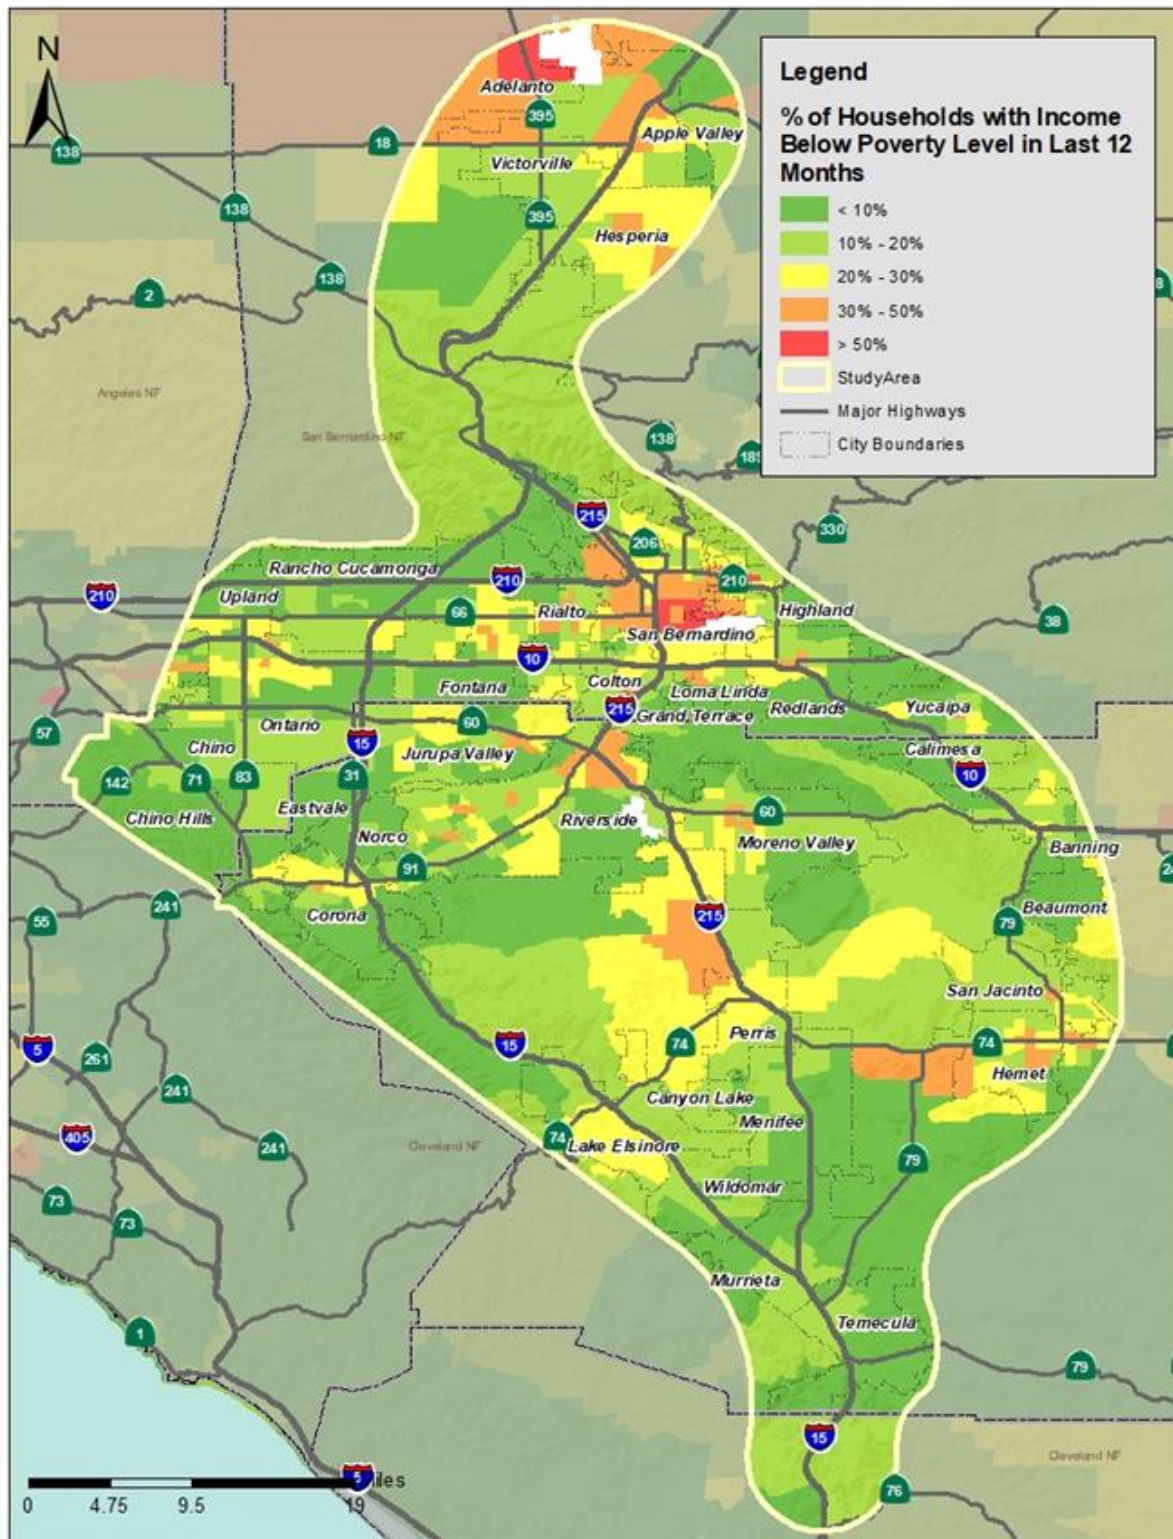 N
Legend
% of Households with Income
Below Poverty Level in Last 12
Months
< 10%
10% - 20%
20% - 30%
30% - 50%
> 50%
StudyArea
Major Highways
City Boundaries
Adelanto
395
138
18
Apple Valley
Victorville
138
395
Hesperia
138
2
Angeles NF
San Bernardino NF
138
330
215
206
Rancho Cucamonga
210
210
210
Upland
66
Rialto
Highland
38
San Bernardino
10
Fontana
Colton
Loma Linda
215
Grand Terrace
Redlands
Yucaipa
57
Ontario
60
Chino
15
Jurupa Valley
Calimesa
142
71
83
31
10
Eastvale
Chino Hills
Riverside
60
Norco
Moreno Valley
Banning
91
241
Corona
215
Beaumont
55
79
San Jacinto
5
15
Perris
74
74
261
Hemet
241
Canyon Lake
405
74
Menifee
Lake Elsinore
241
Cleveland NF
79
Wildomar
73
73
Murrieta
1
Temecula
79
15
Cleveland NF
5
76
0
4.75
9.5
19